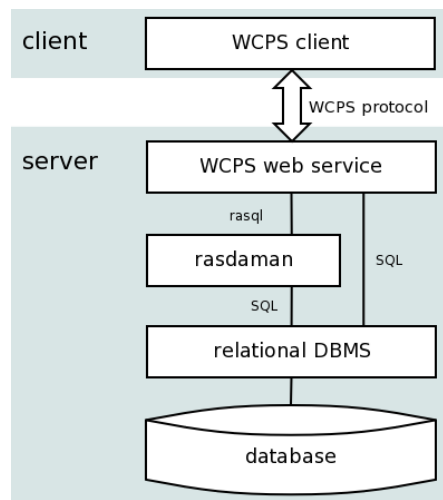 client
WCPS client
WCPS protocol
server
WCPS web service
rasql
rasdaman
SQL
SQL
relational DBMS
database